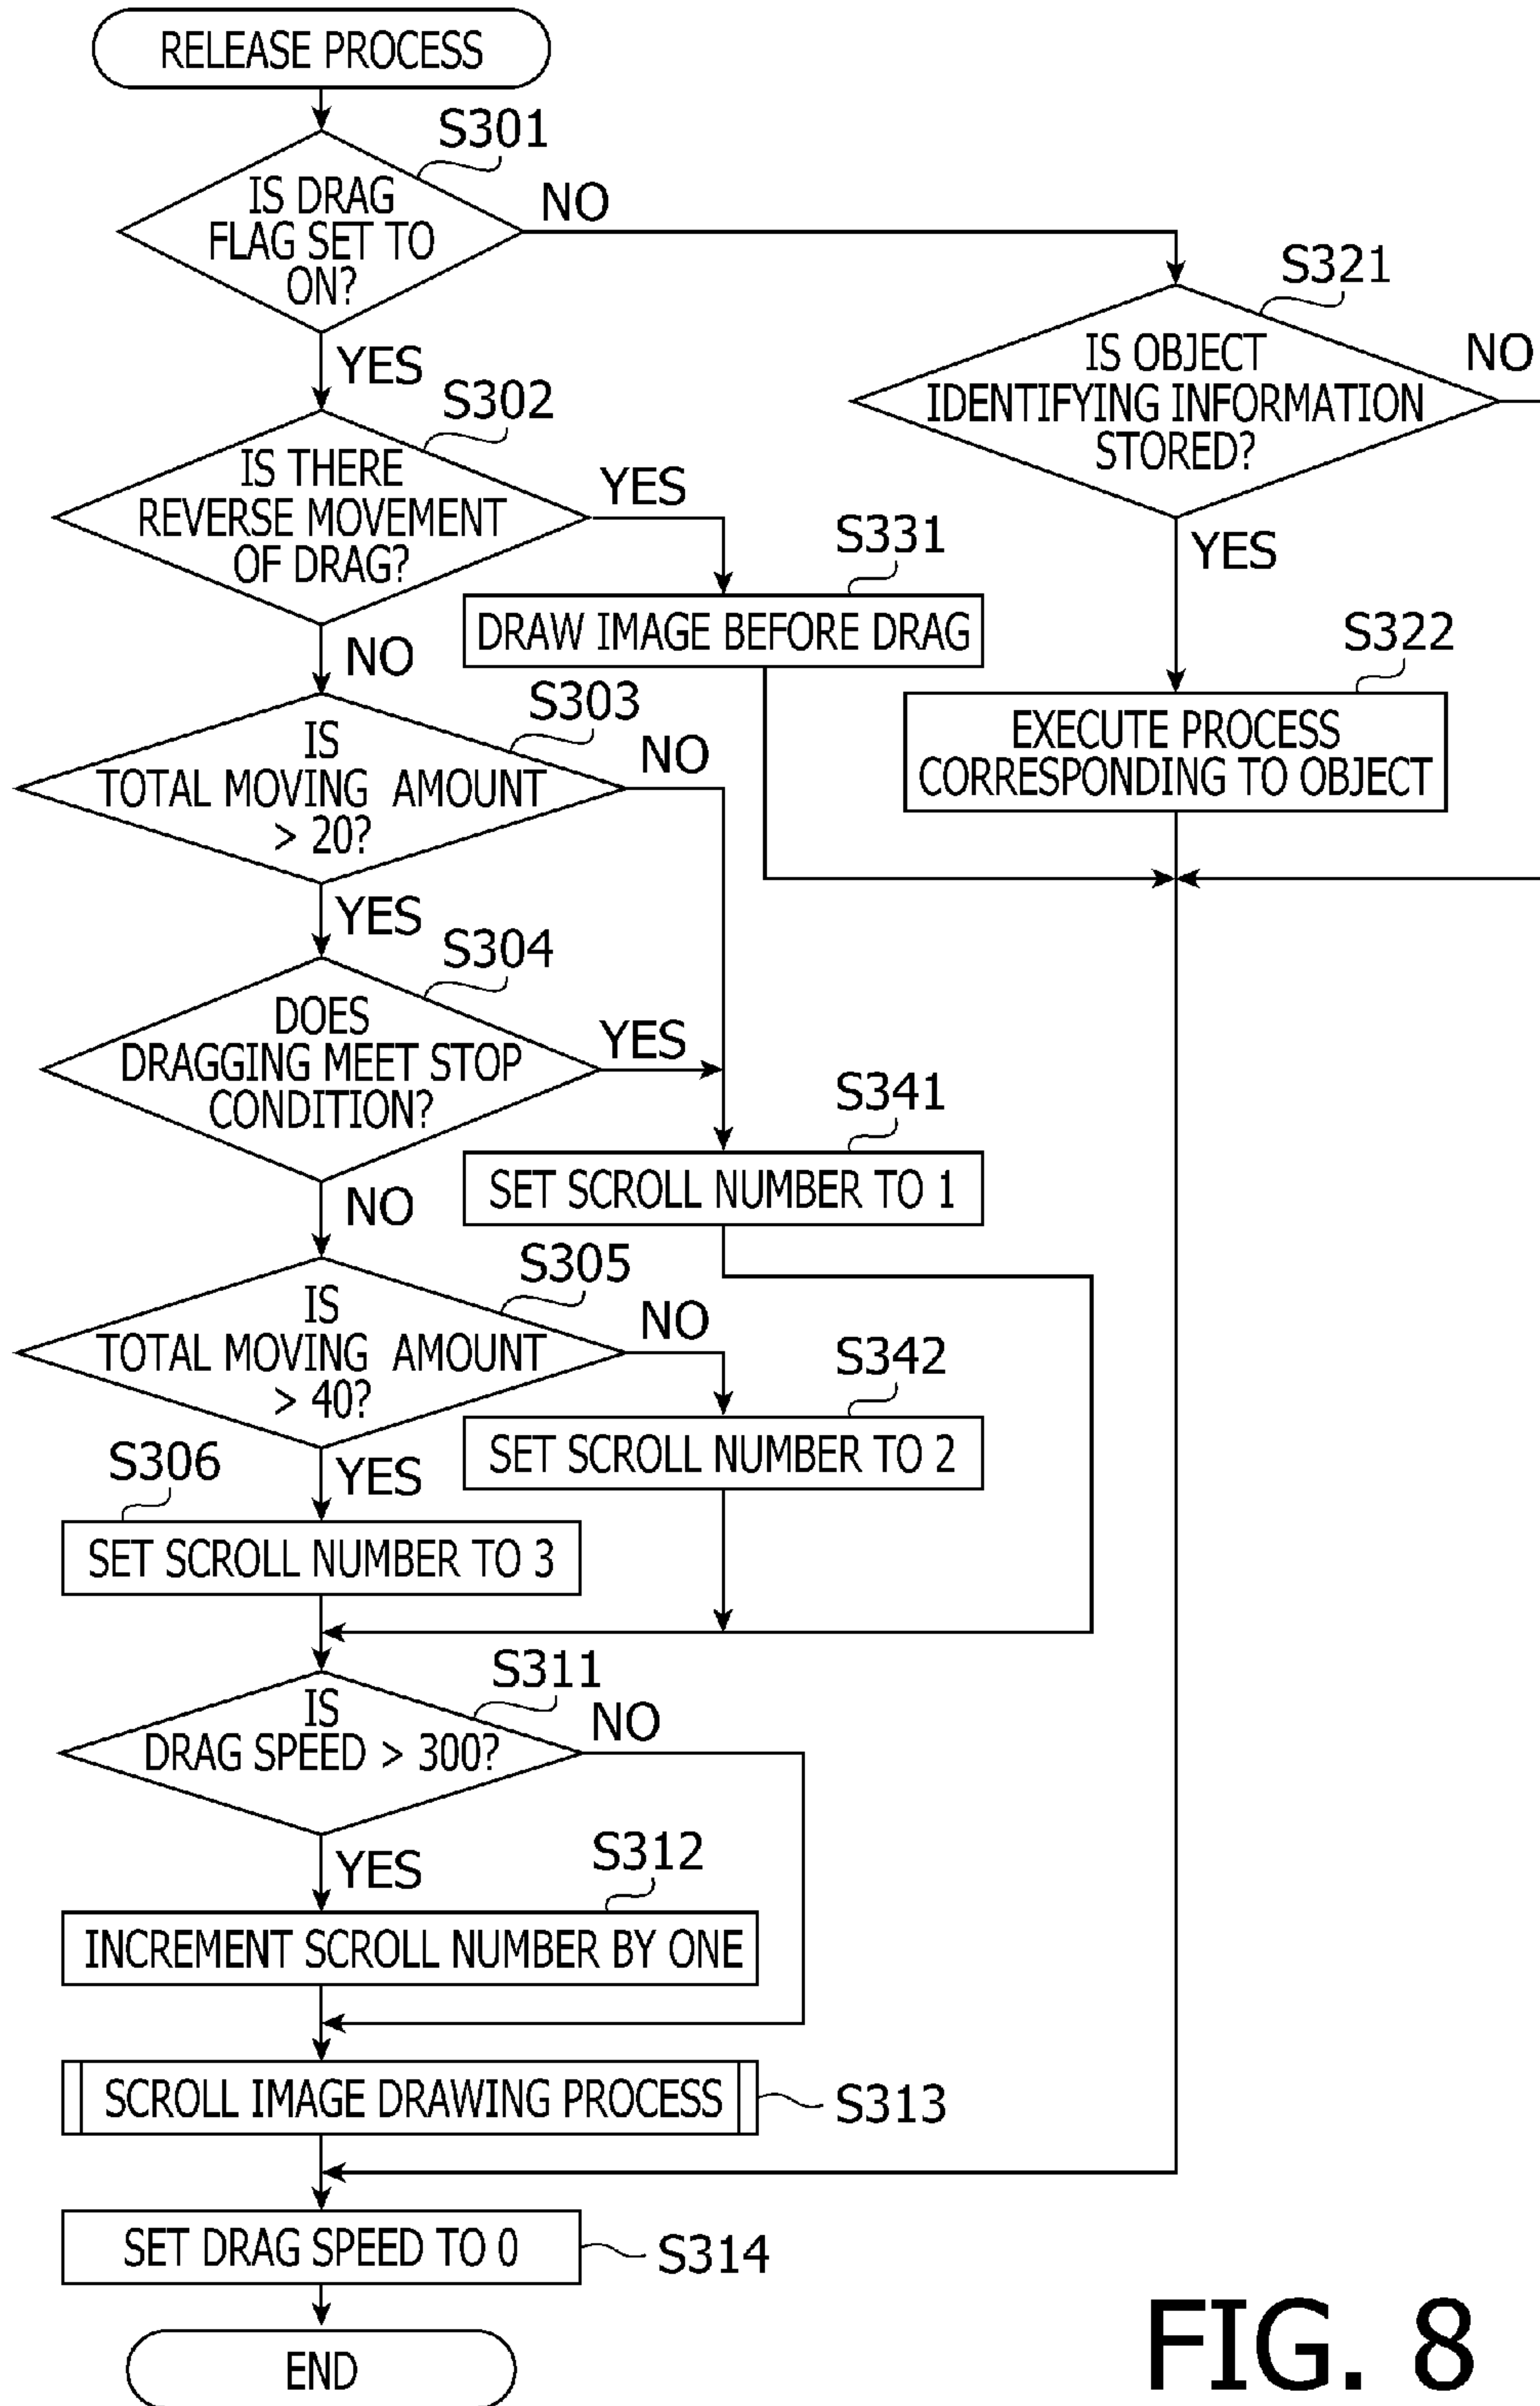 RELEASE PROCESS
S301
IS DRAG
FLAG SET TO
ON?
NO
YES
S321
IS OBJECT
IDENTIFYING INFORMATION
STORED?
NO
YES
S302
IS THERE
REVERSE MOVEMENT
OF DRAG?
YES
NO
S331
DRAW IMAGE BEFORE DRAG
S322
EXECUTE PROCESS
CORRESPONDING TO OBJECT
S303
IS
TOTAL MOVING AMOUNT
> 20?
NO
YES
S304
DOES
DRAGGING MEET STOP
CONDITION?
YES
NO
S341
SET SCROLL NUMBER TO 1
S305
IS
TOTAL MOVING AMOUNT
> 40?
NO
YES
S342
SET SCROLL NUMBER TO 2
S306
SET SCROLL NUMBER TO 3
S311
IS
DRAG SPEED > 300?
NO
YES
S312
INCREMENT SCROLL NUMBER BY ONE
SCROLL IMAGE DRAWING PROCESS
S313
SET DRAG SPEED TO 0
S314
END
FIG. 8